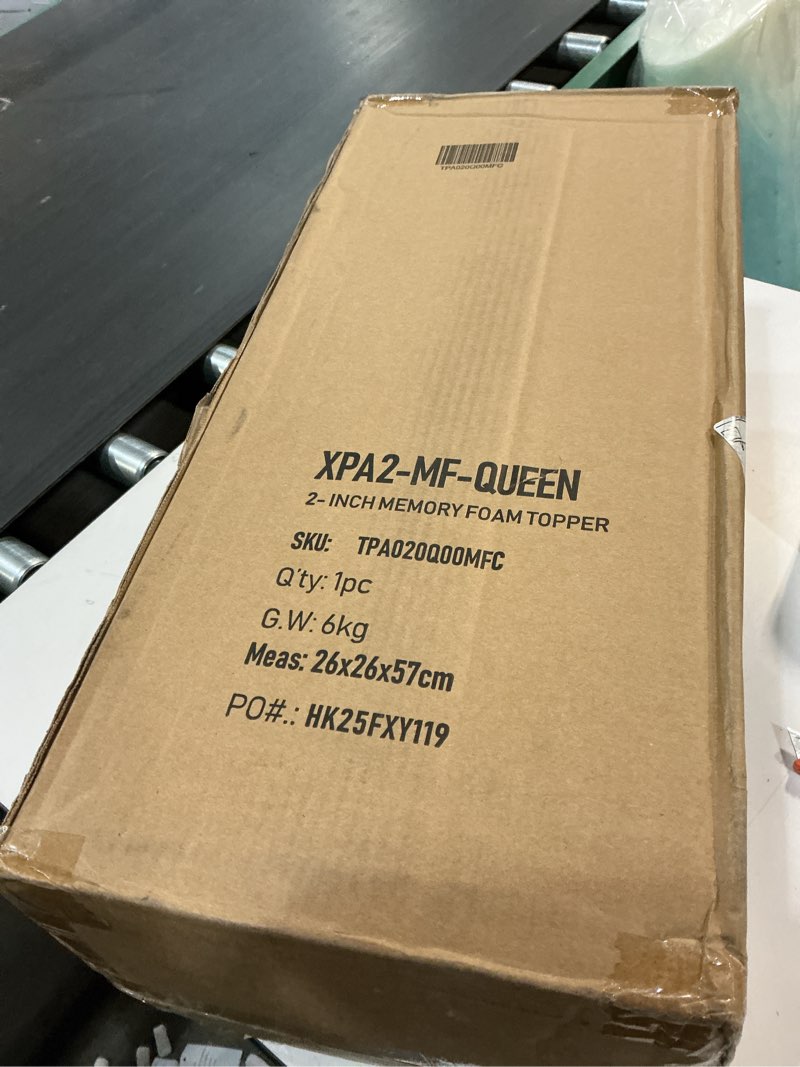 TPA020Q00MFC
XPA2-MF-QUEEN
2- INCH MEMORY FOAM TOPPER
SKU: TPA020Q00MFC
Q'ty: 1pc
G.W: 6kg
Meas: 26x26x57cm
PO#.: HK25FXY119